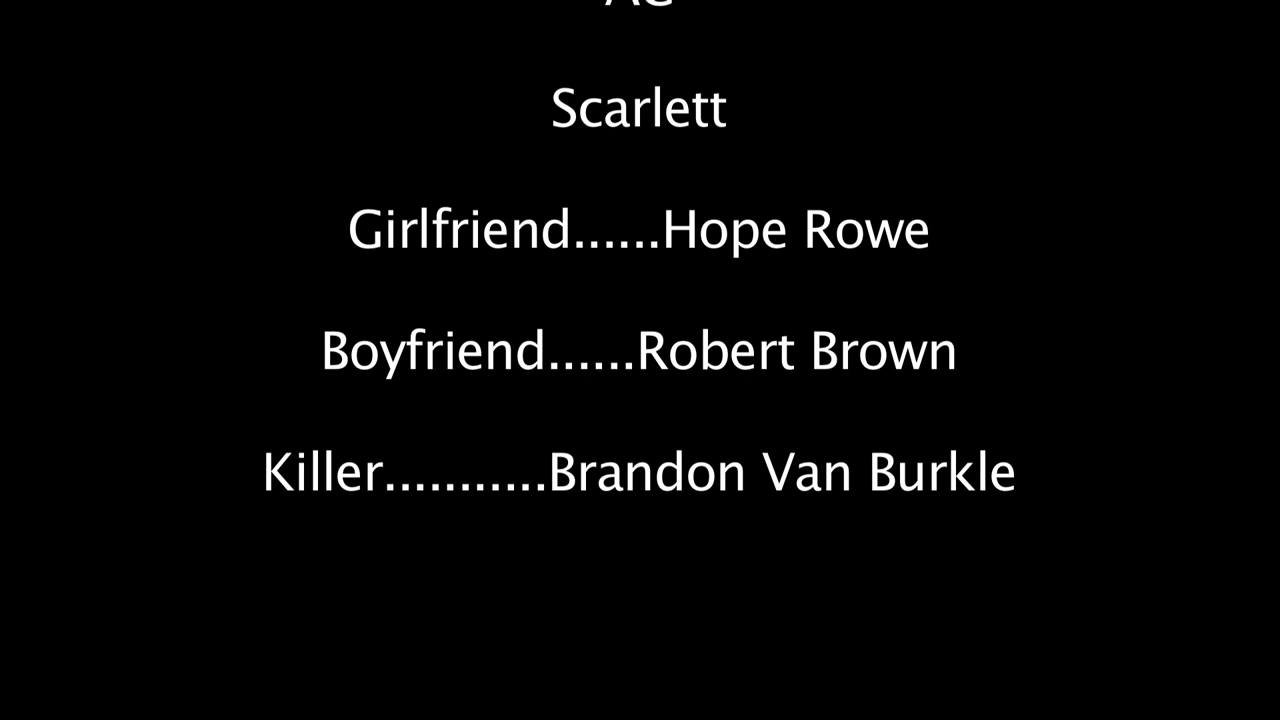 Scarlett
Girlfriend......Hope Rowe
Boyfriend......Robert Brown
Killer...........Brandon Van Burkle